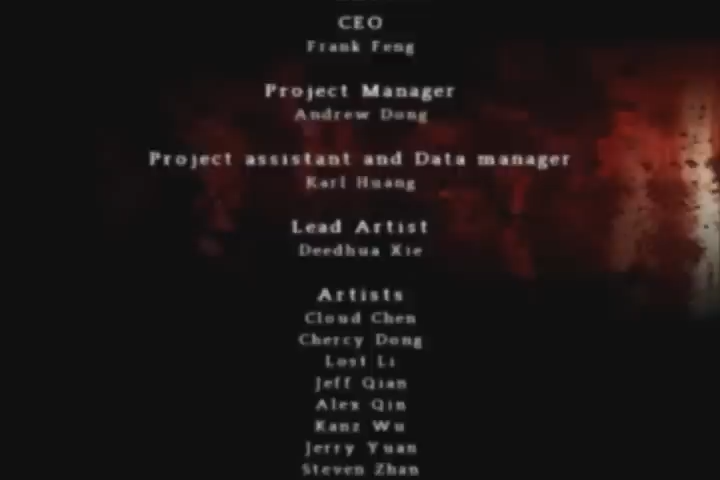 CEO
Frank Feng
Project Manager
Andrew Dong
Project assistant and Data manager
Karl Huang
Lead Artist
Deedhua Xie
Artists
Cloud Chen
Chercy Dong
Lost Li
Jeff Qian
Alex Qin
Kanz Wu
Jerry Yuan
Steven Zhan